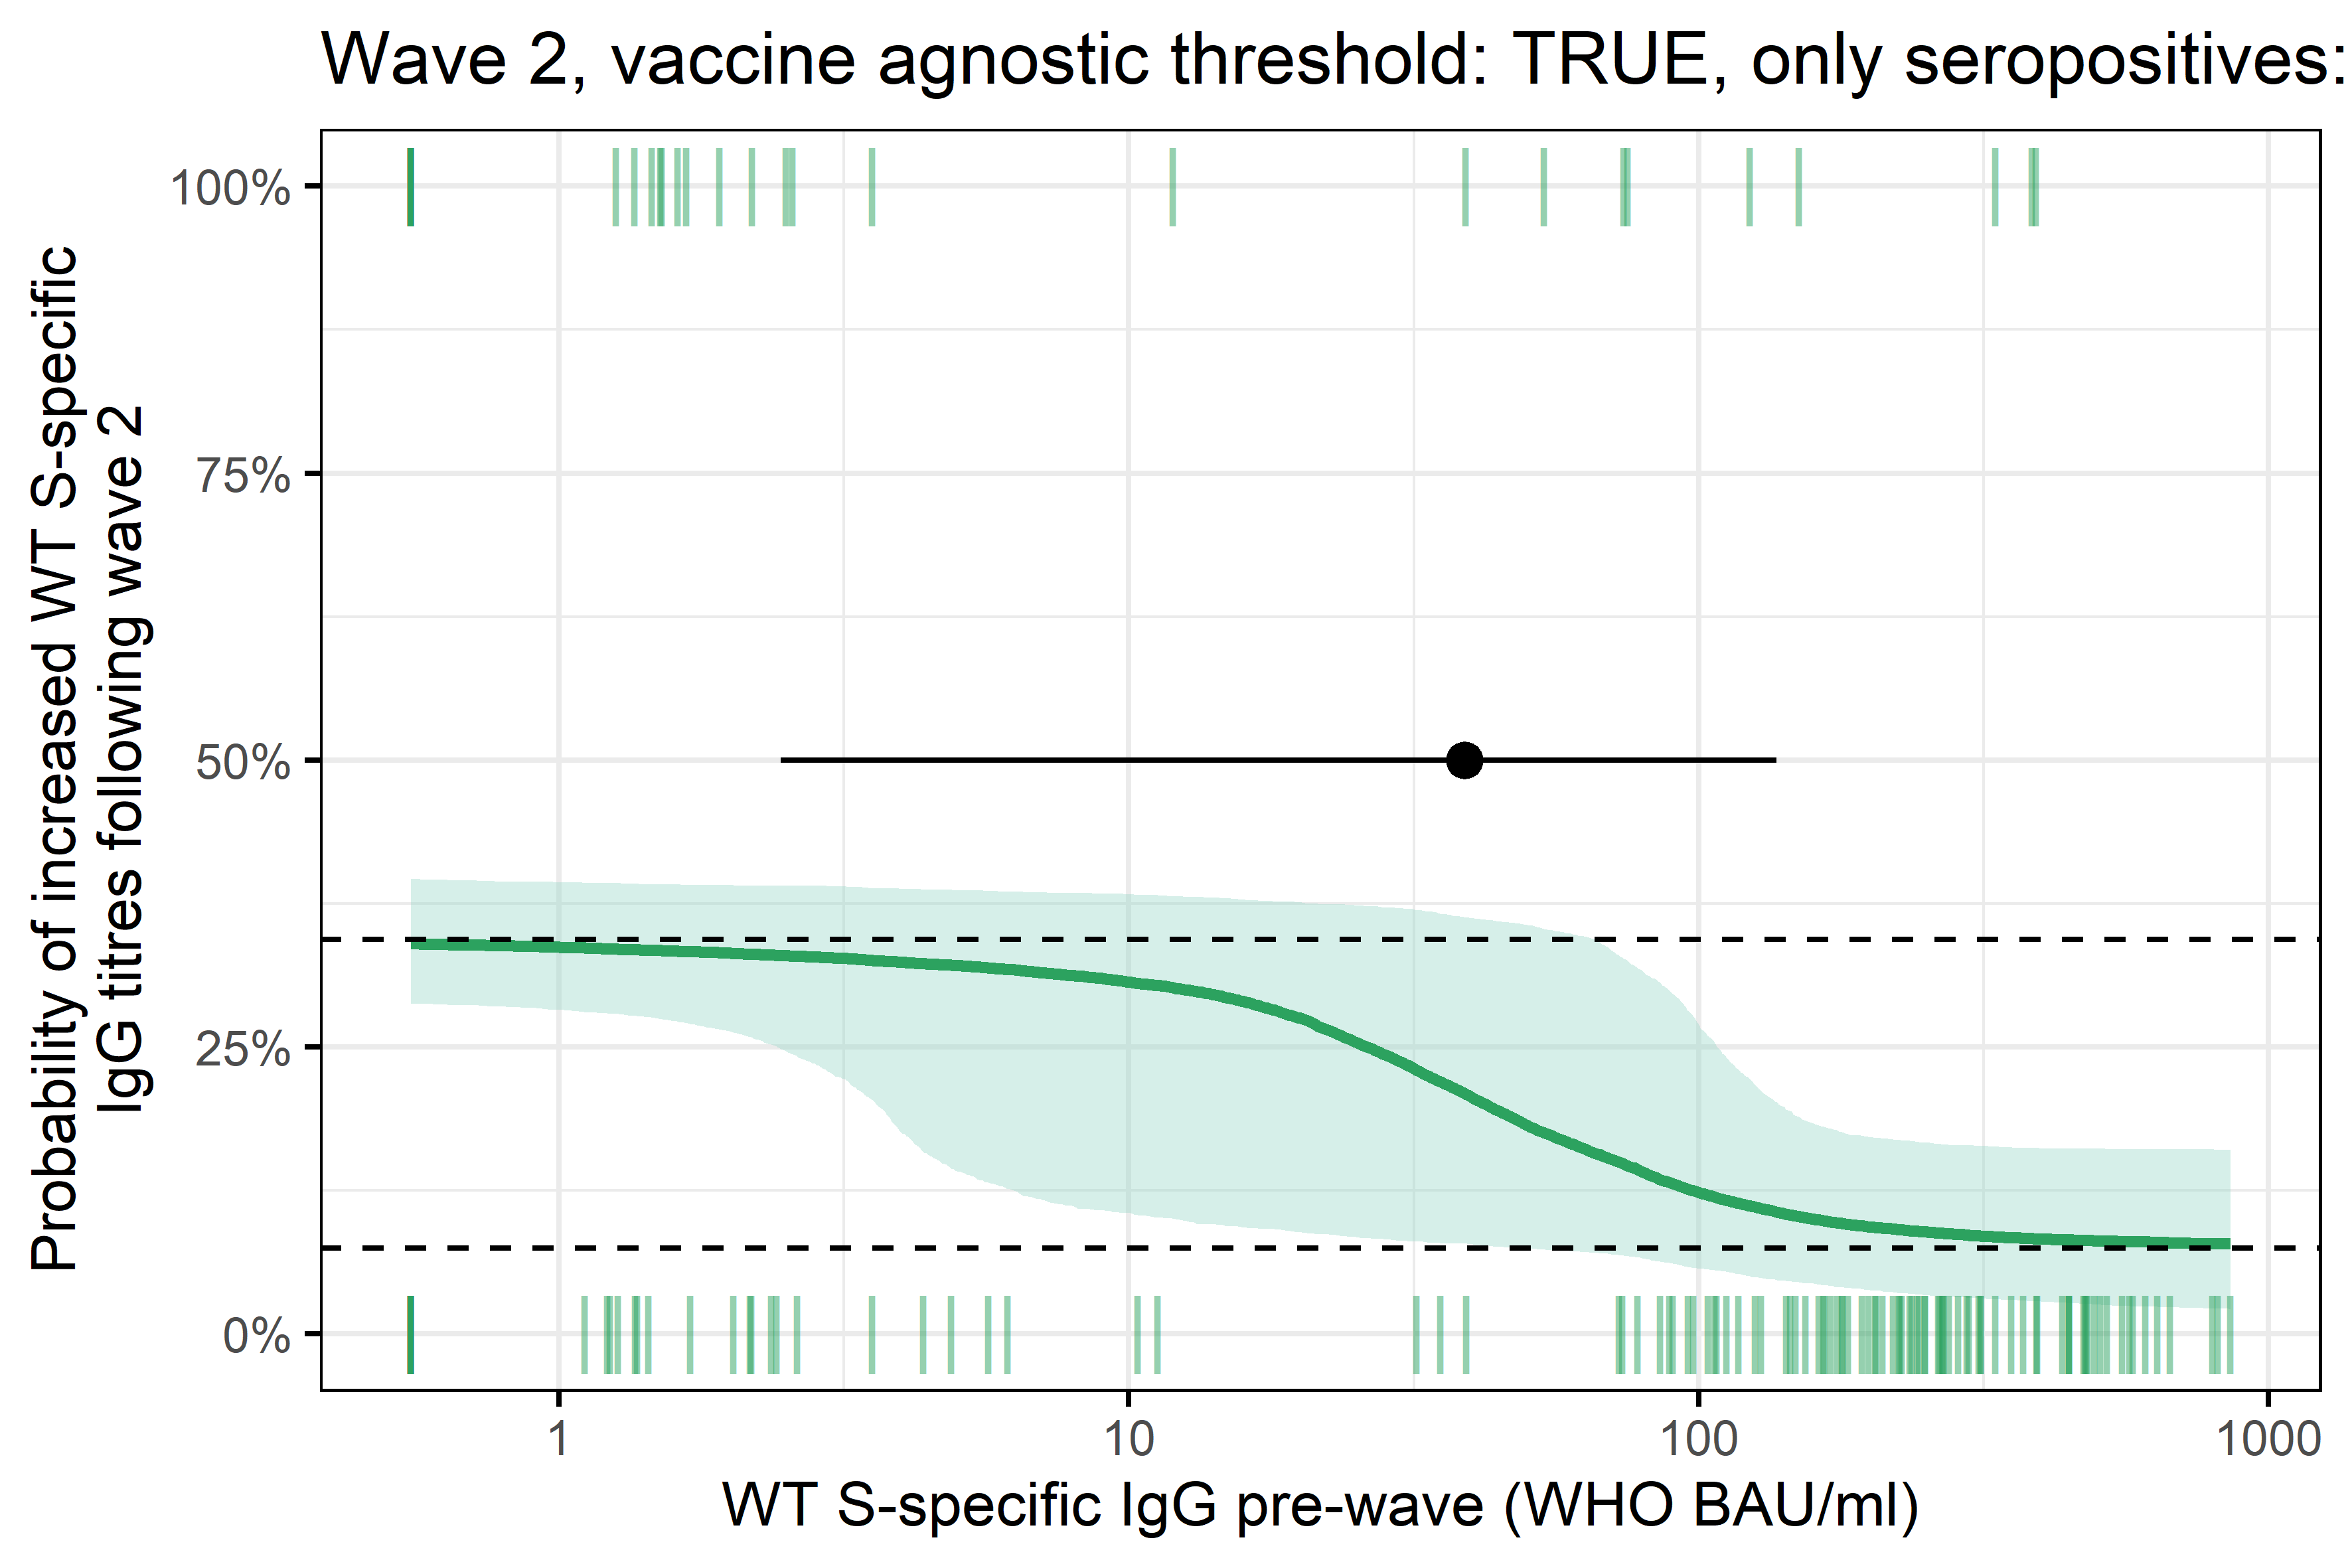 Wave 2, vaccine agnostic threshold: TRUE, only seropositives:
Probability of increased WT S-specific
IgG titres following wave 2
100%
75%
50%
25%
0%
1
10
100
1000
WT S-specific IgG pre-wave (WHO BAU/ml)